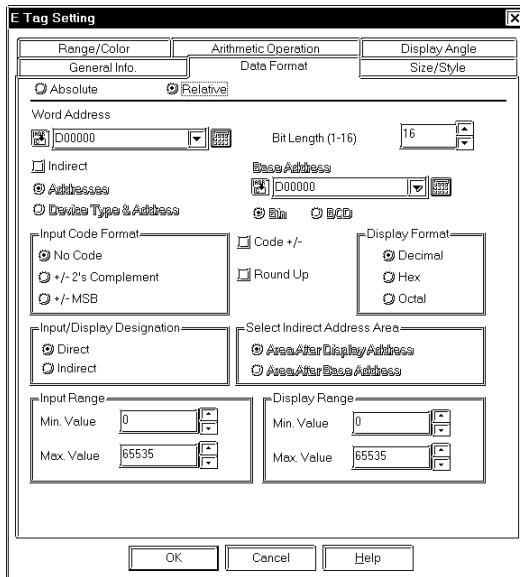 E Tag Setting
Range/Color Arithmetic Operation Display Angle
General Info. Data Format Size/Style
Absolute Relative
Word Address
D00000 Bit Length (1-16) 16
Indirect Base Address
Addresses D00000
Device Type & Address Bin BCD
Input Code Format Code +/- Display Format
No Code Decimal
+/- 2's Complement Round Up Hex
+/- MSB Octal
Input/Display Designation Select Indirect Address Area
Direct Area After Display Address
Indirect Area After Base Address
Input Range Display Range
Min. Value 0 Min. Value 0
Max. Value 65535 Max. Value 65535
OK Cancel Help